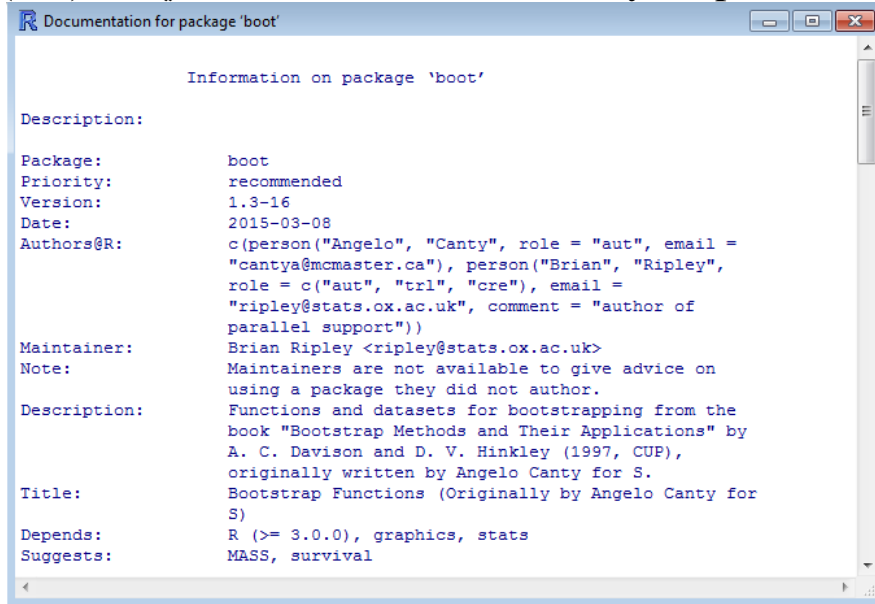 Documentation for package 'boot'
Information on package ‘boot’
Description:
Package: boot
Priority: recommended
Version: 1.3-16
Date: 2015-03-08
Authors@R: c(person("Angelo", "Canty", role = "aut", email =
"cantya@mcmaster.ca"), person("Brian", "Ripley",
role = c("aut", "trl", "cre"), email =
"ripley@stats.ox.ac.uk", comment = "author of
parallel support"))
Maintainer: Brian Ripley <ripley@stats.ox.ac.uk>
Note: Maintainers are not available to give advice on
using a package they did not author.
Description: Functions and datasets for bootstrapping from the
book "Bootstrap Methods and Their Applications" by
A. C. Davison and D. V. Hinkley (1997, CUP),
originally written by Angelo Canty for S.
Title: Bootstrap Functions (Originally by Angelo Canty for
S)
Depends: R (>= 3.0.0), graphics, stats
Suggests: MASS, survival